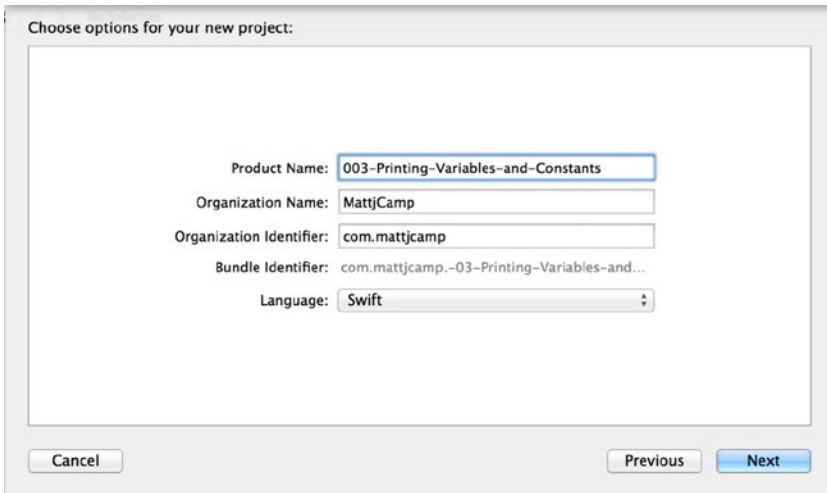 Choose options for your new project:
Product Name: 003-Printing-Variables-and-Constants
Organization Name: MattjCamp
Organization Identifier: com.mattjcamp
Bundle Identifier: com.mattjcamp.-03-Printing-Variables-and...
Language: Swift
Cancel Previous Next